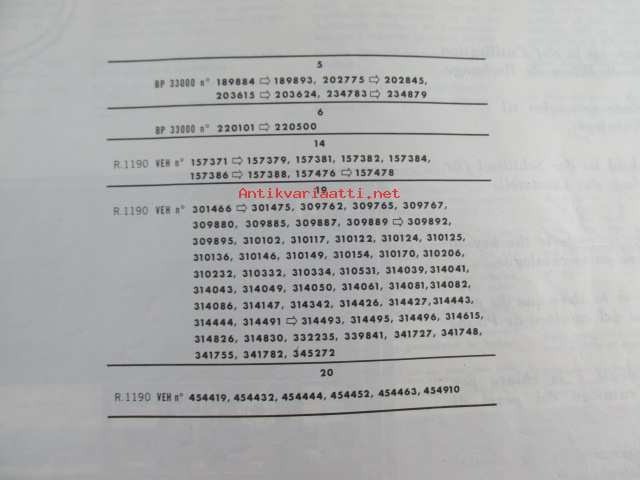 5
BP 33000 n° 189884 ⇨ 189893, 202775 ⇨ 202845,
203615 ⇨ 203624, 234783 ⇨ 234879
6
BP 33000 n° 220101 ⇨ 220500
14
R.1190 VEH n° 157371 ⇨ 157379, 157381, 157382, 157384,
157386 ⇨ 157388, 157476 ⇨ 157478
Antikvariaatti.net
19
R.1190 VEH n° 301466 ⇨ 301475, 309762, 309765, 309767,
309880, 309885, 309887, 309889 ⇨ 309892,
309895, 310102, 310117, 310122, 310124, 310125,
310136, 310146, 310149, 310154, 310170, 310206,
310232, 310332, 310334, 310531, 314039, 314041,
314043, 314049, 314050, 314061, 314081, 314082,
314086, 314147, 314342, 314426, 314427, 314443,
314444, 314491 ⇨ 314493, 314495, 314496, 314615,
314826, 314830, 332235, 339841, 341727, 341748,
341755, 341782, 345272
20
R.1190 VEH n° 454419, 454432, 454444, 454452, 454463, 454910